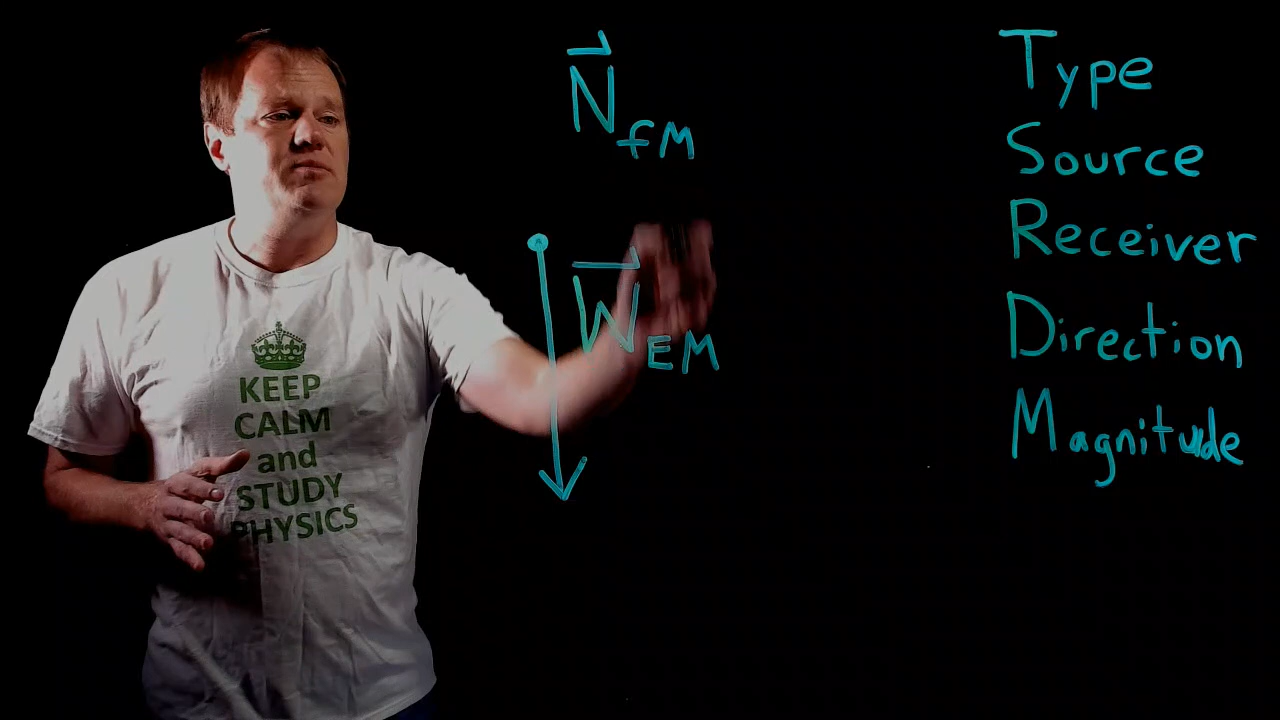 N⃗ fM
W⃗ EM
Type
Source
Receiver
Direction
Magnitude
KEEP
CALM
and
STUDY
PHYSICS